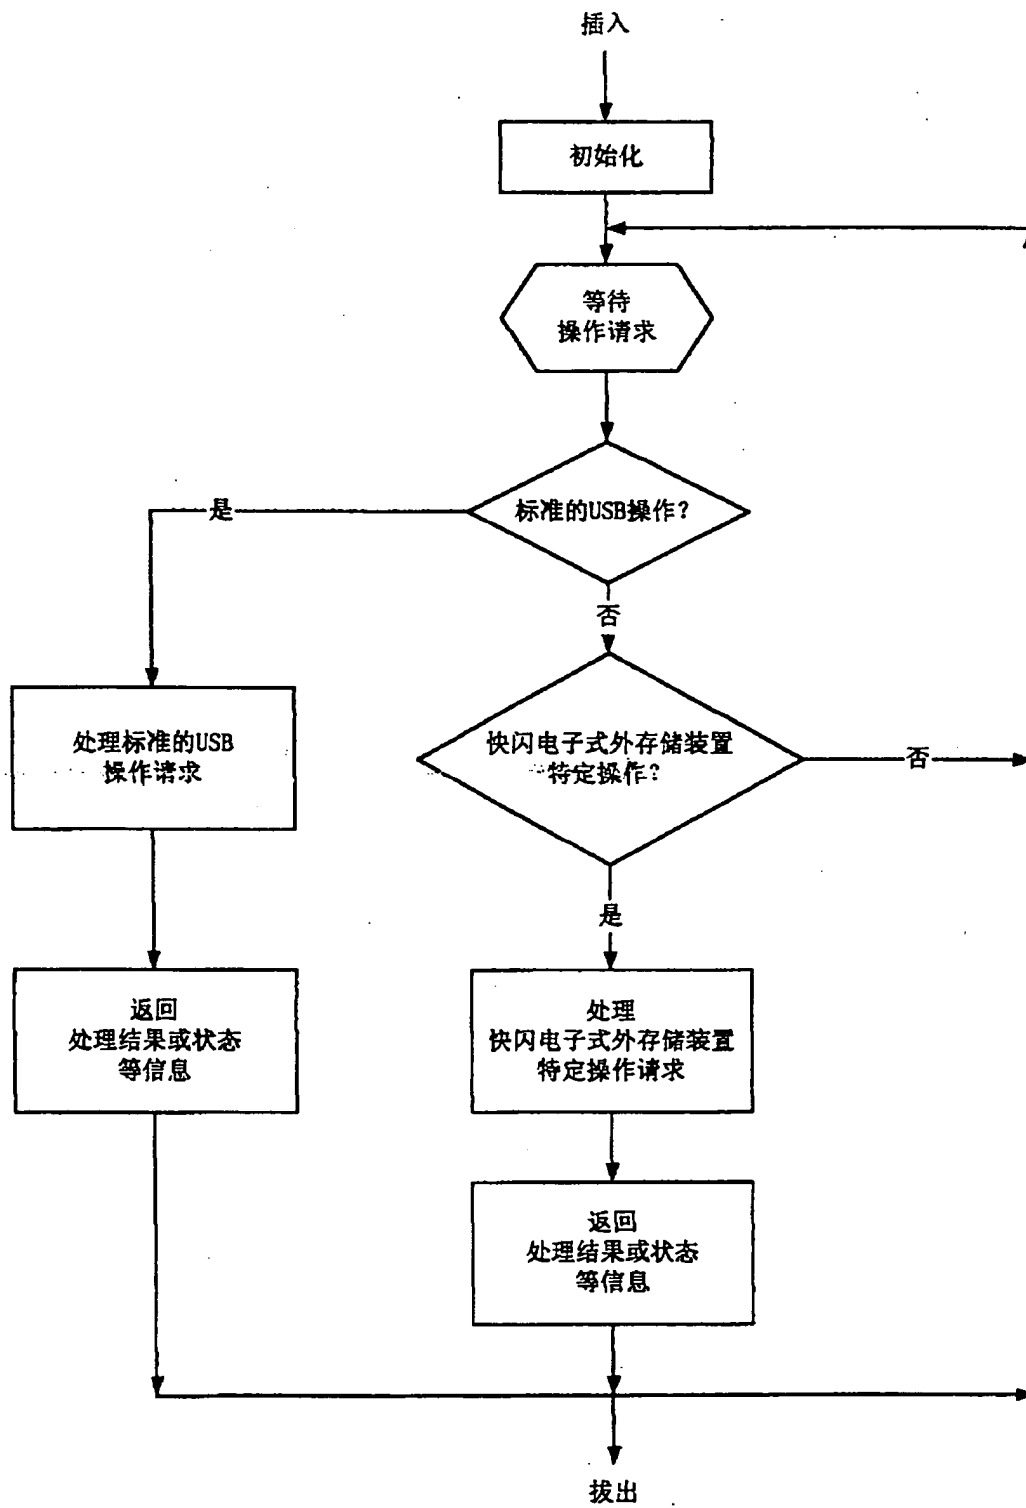 插入
初始化
等待
操作请求
标准的USB操作?
是
否
处理标准的USB
操作请求
快闪电子式外存储装置
特定操作?
否
是
返回
处理结果或状态
等信息
处理
快闪电子式外存储装置
特定操作请求
返回
处理结果或状态
等信息
拔出